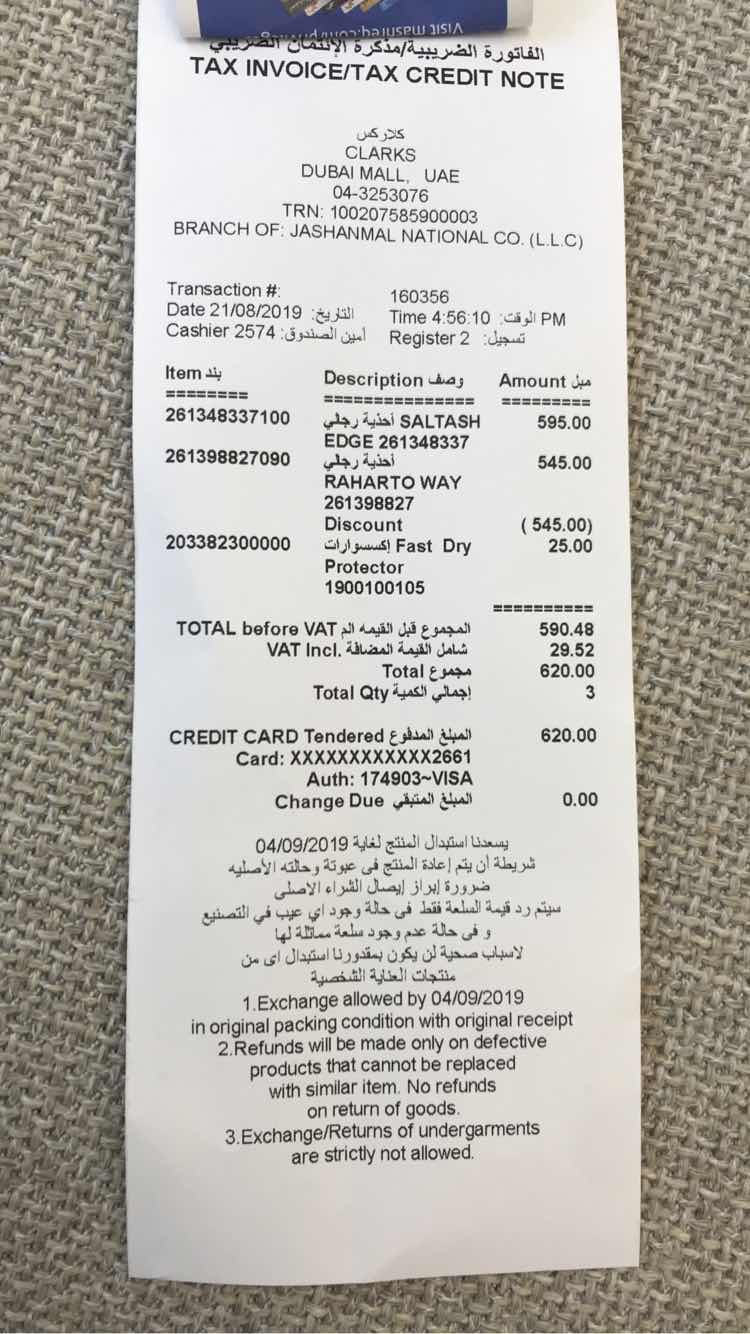 Visit mashreq.com/
الفاتورة الضريبية/مذكرة الإئتمان الضريبي
TAX INVOICE/TAX CREDIT NOTE
كلاركس
CLARKS
DUBAI MALL, UAE
04-3253076
TRN: 100207585900003
BRANCH OF: JASHANMAL NATIONAL CO. (L.L.C)
Transaction #: 160356
Date 21/08/2019 التاريخ: Time 4:56:10 الوقت: PM
Cashier 2574 أمين الصندوق: Register 2 تسجيل:
Item بند Description وصف Amount مبل
======== =============== =========
261348337100 أحذية رجالي SALTASH 595.00
EDGE 261348337
261398827090 أحذية رجالي 545.00
RAHARTO WAY
261398827
Discount ( 545.00)
203382300000 إكسسوارات Fast Dry 25.00
Protector
1900100105
==========
TOTAL before VAT المجموع قبل القيمه الم 590.48
VAT Incl. شامل القيمة المضافة 29.52
Total مجموع 620.00
Total Qty إجمالي الكمية 3
CREDIT CARD Tendered المبلغ المدفوع 620.00
Card: XXXXXXXXXXXX2661
Auth: 174903~VISA
Change Due المبلغ المتبقي 0.00
يسعدنا استبدال المنتج لغاية 04/09/2019
شريطة أن يتم إعادة المنتج فى عبوتة وحالته الأصليه
ضرورة إبراز إيصال الشراء الاصلى
سيتم رد قيمة السلعة فقط فى حالة وجود اي عيب في التصنيع
و فى حالة عدم وجود سلعة مماثلة لها
لاسباب صحية لن يكون بمقدورنا استبدال اى من
منتجات العناية الشخصية
1.Exchange allowed by 04/09/2019
in original packing condition with original receipt
2.Refunds will be made only on defective
products that cannot be replaced
with similar item. No refunds
on return of goods.
3.Exchange/Returns of undergarments
are strictly not allowed.